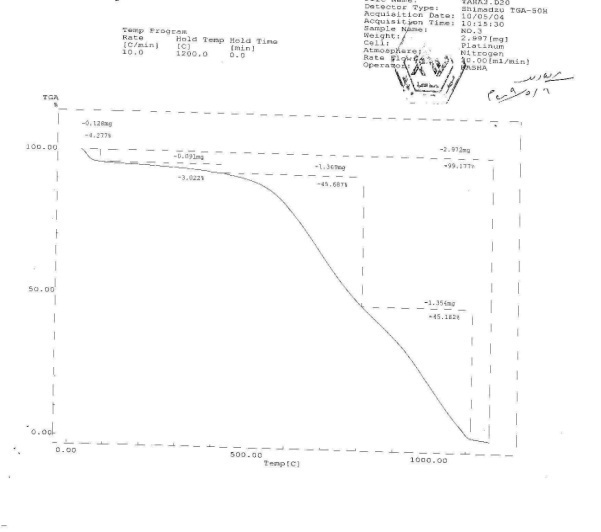 YAHA2.D20
Detector Type: Shimadzu TGA-50H
Acquisition Date: 10/05/04
Acquisition Time: 10:15:30
Sample Name: NO.3
Weight: 2.997[mg]
Cell: Platinum
Atmosphere: Nitrogen
Rate Flow: 0.00[ml/min]
Operator: RASHA
Temp Program
Rate Hold Temp Hold Time
[C/min] [C] [min]
10.0 1200.0 0.0
TGA
%
-0.128mg
-4.277%
100.00
-0.091mg
-3.022%
-1.369mg
-45.687%
-2.972mg
-99.177%
50.00
-1.354mg
-45.182%
0.00
0.00
500.00
1000.00
Temp[C]